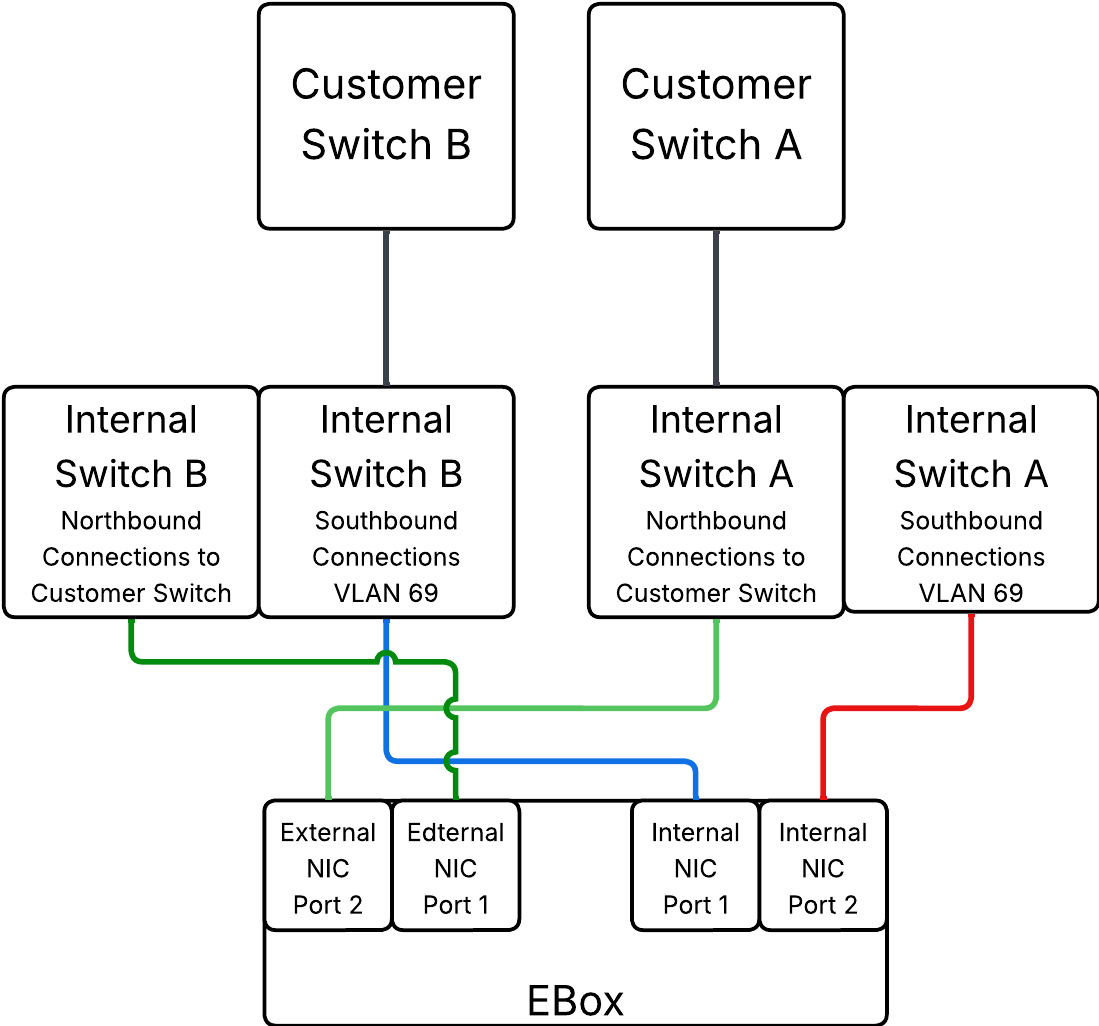 Customer
Switch B
Customer
Switch A
Internal
Switch B
Northbound
Connections to
Customer Switch
Internal
Switch B
Southbound
Connections
VLAN 69
Internal
Switch A
Northbound
Connections to
Customer Switch
Internal
Switch A
Southbound
Connections
VLAN 69
External
NIC
Port 2
Edternal
NIC
Port 1
Internal
NIC
Port 1
Internal
NIC
Port 2
EBox